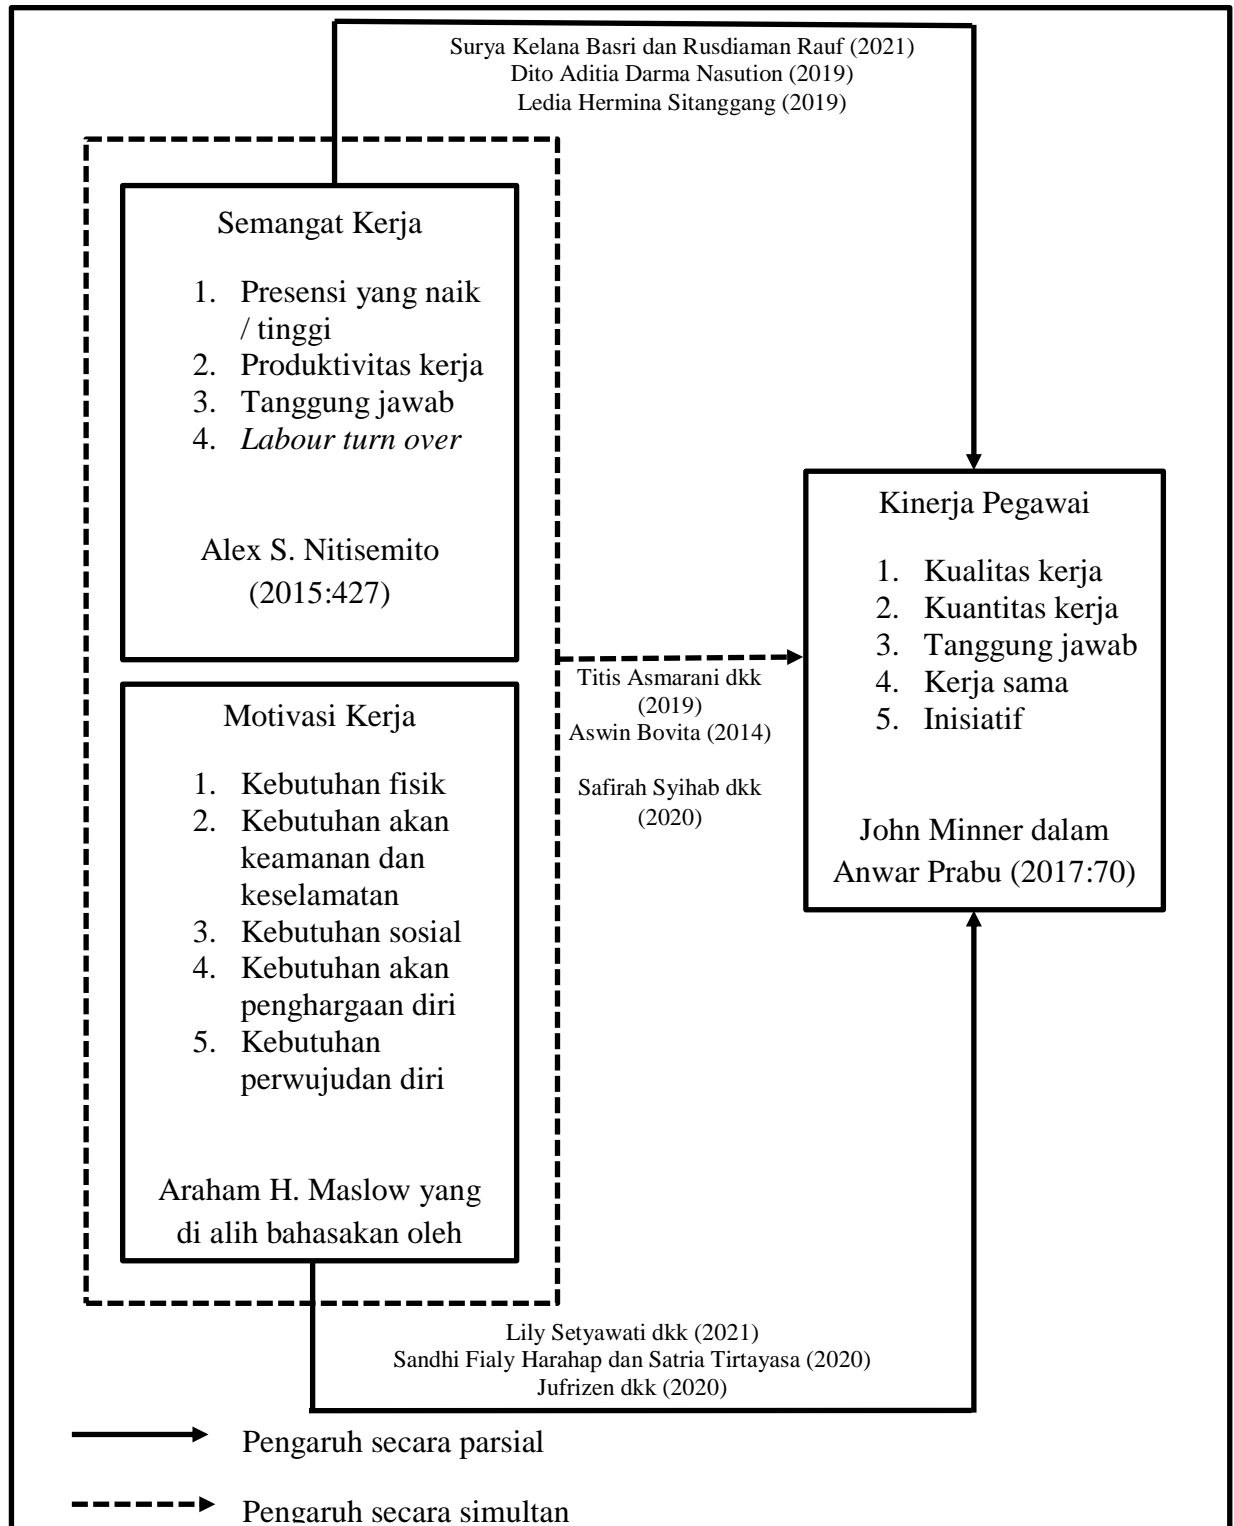 Surya Kelana Basri dan Rusdiaman Rauf (2021)
Dito Aditia Darma Nasution (2019)
Ledia Hermina Sitanggang (2019)
Semangat Kerja
1. Presensi yang naik
/ tinggi
2. Produktivitas kerja
3. Tanggung jawab
4. Labour turn over
Alex S. Nitisemito
(2015:427)
Kinerja Pegawai
1. Kualitas kerja
2. Kuantitas kerja
3. Tanggung jawab
4. Kerja sama
5. Inisiatif
John Minner dalam
Anwar Prabu (2017:70)
Titis Asmarani dkk
(2019)
Aswin Bovita (2014)
Safirah Syihab dkk
(2020)
Motivasi Kerja
1. Kebutuhan fisik
2. Kebutuhan akan
keamanan dan
keselamatan
3. Kebutuhan sosial
4. Kebutuhan akan
penghargaan diri
5. Kebutuhan
perwujudan diri
Araham H. Maslow yang
di alih bahasakan oleh
Lily Setyawati dkk (2021)
Sandhi Fialy Harahap dan Satria Tirtayasa (2020)
Jufrizen dkk (2020)
Pengaruh secara parsial
Pengaruh secara simultan